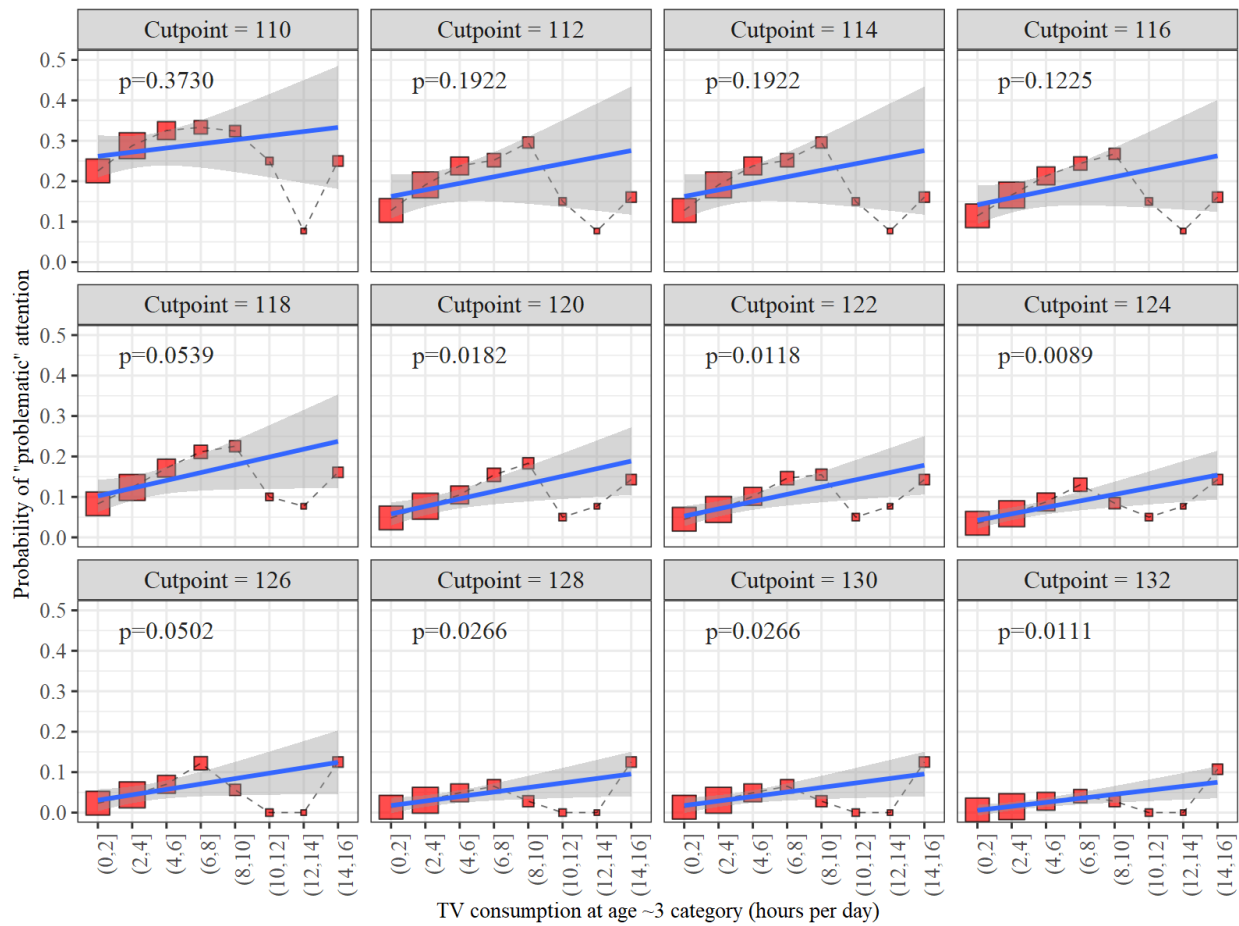 Cutpoint = 110
Cutpoint = 112
Cutpoint = 114
Cutpoint = 116
p=0.3730
p=0.1922
p=0.1922
p=0.1225
0.5
0.4
0.3
0.2
0.1
0.0
Cutpoint = 118
Cutpoint = 120
Cutpoint = 122
Cutpoint = 124
p=0.0539
p=0.0182
p=0.0118
p=0.0089
0.5
0.4
0.3
0.2
0.1
0.0
Probability of "problematic" attention
Cutpoint = 126
Cutpoint = 128
Cutpoint = 130
Cutpoint = 132
p=0.0502
p=0.0266
p=0.0266
p=0.0111
0.5
0.4
0.3
0.2
0.1
0.0
(0,2]
(2,4]
(4,6]
(6,8]
(8,10]
(10,12]
(12,14]
(14,16]
(0,2]
(2,4]
(4,6]
(6,8]
(8,10]
(10,12]
(12,14]
(14,16]
(0,2]
(2,4]
(4,6]
(6,8]
(8,10]
(10,12]
(12,14]
(14,16]
(0,2]
(2,4]
(4,6]
(6,8]
(8,10]
(10,12]
(12,14]
(14,16]
TV consumption at age ~3 category (hours per day)